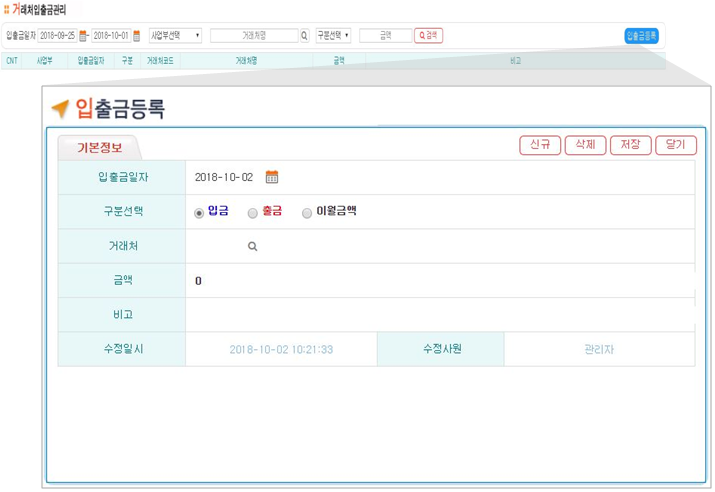 거래처입출금관리
입출금일자 2018-09-25 ~ 2018-10-01 사업부선택 거래처명 구분선택 금액 검색 입출금등록
CNT 사업부 입출금일자 구분 거래처코드 거래처명 금액 비고
입출금등록
기본정보 신규 삭제 저장 닫기
입출금일자 2018-10-02
구분선택 입금 출금 이월금액
거래처
금액 0
비고
수정일시 2018-10-02 10:21:33 수정사원 관리자